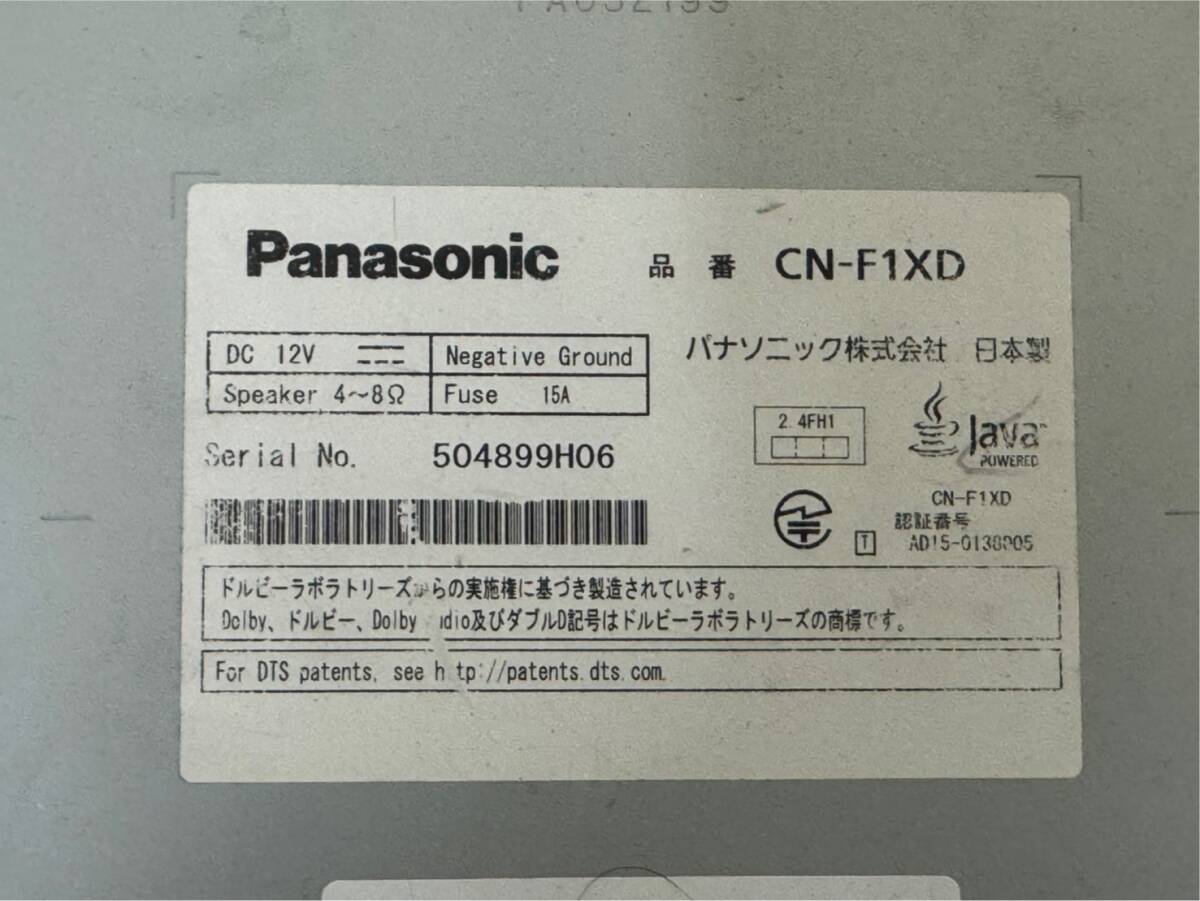 Panasonic 品番 CN-F1XD
DC 12V Negative Ground
Speaker 4～8Ω Fuse 15A
パナソニック株式会社 日本製
2.4FH1
Java
POWERED
Serial No. 504899H06
CN-F1XD
認証番号
T
ドルビーラボラトリーズからの実施権に基づき製造されています。
Dolby、ドルビー、Dolby udio及びダブルD記号はドルビーラボラトリーズの商標です。
For DTS patents, see h tp://patents.dts.com.